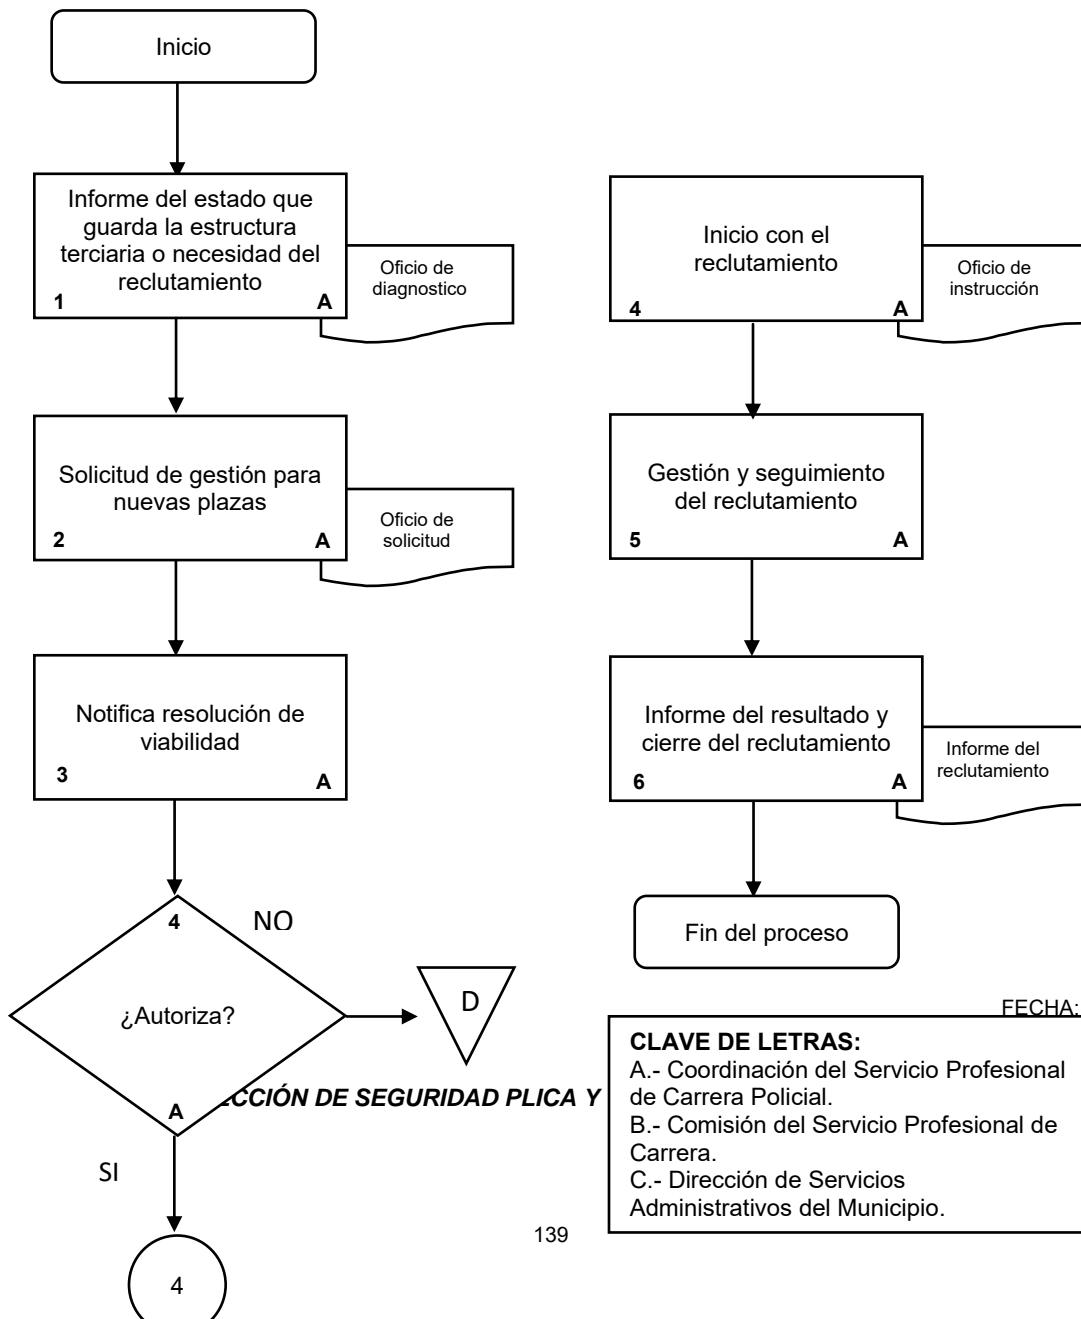 Inicio
Informe del estado que
guarda la estructura
terciaria o necesidad del
reclutamiento
1 A
Oficio de
diagnostico
Solicitud de gestión para
nuevas plazas
2 A
Oficio de
solicitud
Notifica resolución de
viabilidad
3 A
4
NO
¿Autoriza?
A
D
SI
4
Inicio con el
reclutamiento
4 A
Oficio de
instrucción
Gestión y seguimiento
del reclutamiento
5 A
Informe del resultado y
cierre del reclutamiento
6 A
Informe del
reclutamiento
Fin del proceso
FECHA:
CLAVE DE LETRAS:
A.- Coordinación del Servicio Profesional
de Carrera Policial.
B.- Comisión del Servicio Profesional de
Carrera.
C.- Dirección de Servicios
Administrativos del Municipio.
ECCIÓN DE SEGURIDAD PLICA Y
139